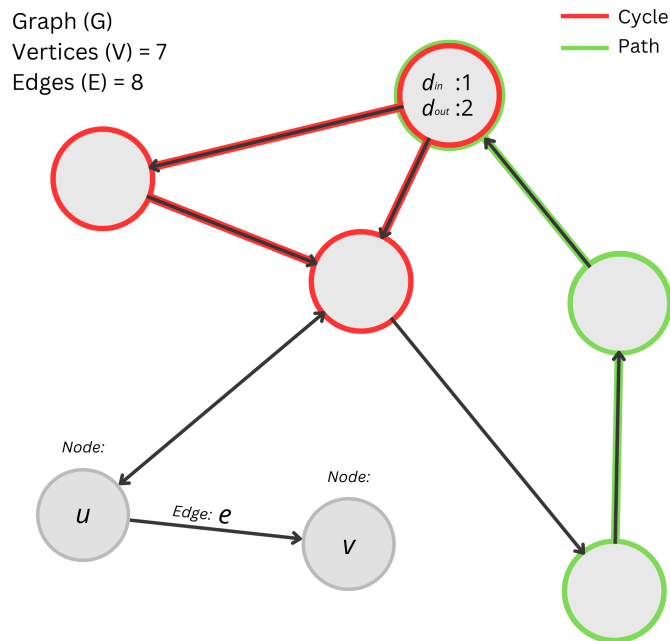 Graph (G)
Vertices (V) = 7
Edges (E) = 8
Cycle
Path
din :1
dout :2
Node:
u
Edge: e
Node:
v